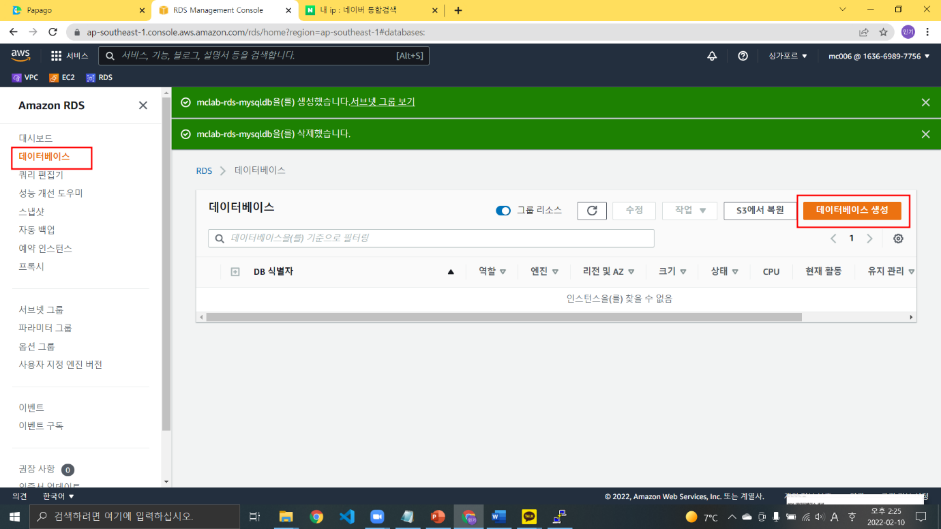 Papago
RDS Management Console
내 ip : 네이버 통합검색
ap-southeast-1.console.aws.amazon.com/rds/home?region=ap-southeast-1#databases:
인기
aws
서비스
서비스, 기능, 블로그, 설명서 등을 검색합니다.
[Alt+S]
싱가포르
mc006 @ 1636-6989-7756
VPC
EC2
RDS
Amazon RDS
대시보드
데이터베이스
쿼리 편집기
성능 개선 도우미
스냅샷
자동 백업
예약 인스턴스
프록시
서브넷 그룹
파라미터 그룹
옵션 그룹
사용자 지정 엔진 버전
이벤트
이벤트 구독
권장 사항 0
인증서 업데이트
mclab-rds-mysqldb을(를) 생성했습니다.서브넷 그룹 보기
mclab-rds-mysqldb을(를) 삭제했습니다.
RDS
데이터베이스
데이터베이스
그룹 리소스
수정
작업
S3에서 복원
데이터베이스 생성
데이터베이스을(를) 기준으로 필터링
1
DB 식별자
역할
엔진
리전 및 AZ
크기
상태
CPU
현재 활동
유지 관리
인스턴스을(를) 찾을 수 없음
의견
한국어
© 2022, Amazon Web Services, Inc. 또는 계열사.
검색하려면 여기에 입력하십시오.
7°C
A
오후 2:25
2022-02-10